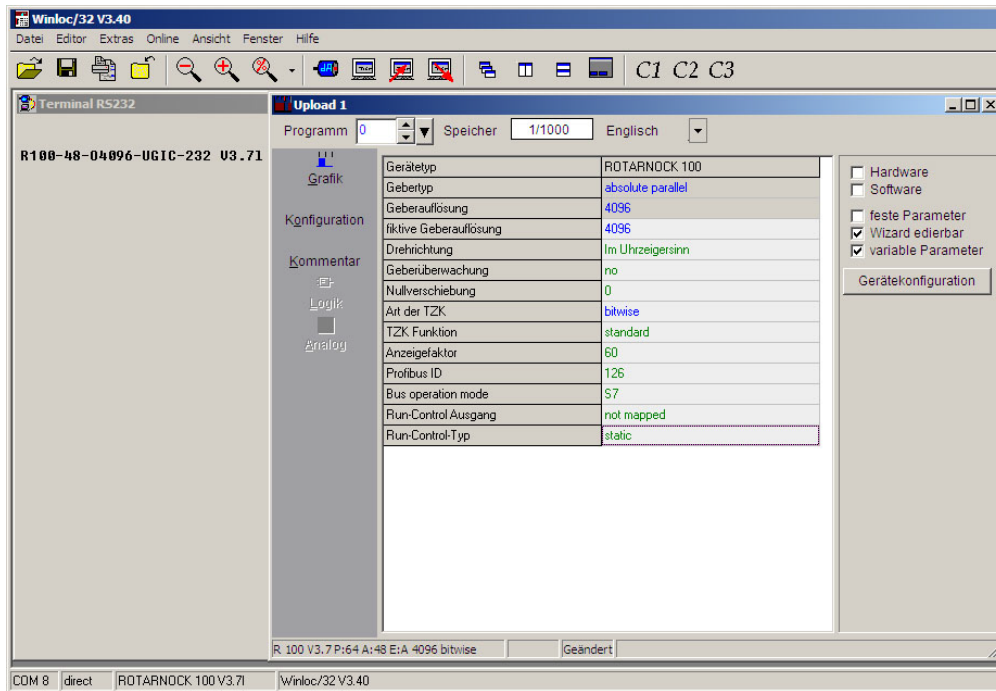 Winloc/32 V3.40
Datei Editor Extras Online Ansicht Fenster Hilfe
C1 C2 C3
Terminal RS232
R100-48-O4096-UGIC-232 V3.7l
Upload 1
Programm 0 Speicher 1/1000 Englisch
Grafik
Konfiguration
Kommentar
Logik
Analog
Gerätetyp ROTARNOCK 100
Gebertyp absolute parallel
Geberauflösung 4096
fiktive Geberauflösung 4096
Drehrichtung Im Uhrzeigersinn
Geberüberwachung no
Nullverschiebung 0
Art der TZK bitwise
TZK Funktion standard
Anzeigefaktor 60
Profibus ID 126
Bus operation mode S7
Run-Control Ausgang not mapped
Run-Control-Typ static
Hardware
Software
feste Parameter
Wizard edierbar
variable Parameter
Gerätekonfiguration
R 100 V3.7 P:64 A:48 E:A 4096 bitwise Geändert
COM 8 direct ROTARNOCK 100 V3.7l Winloc/32 V3.40